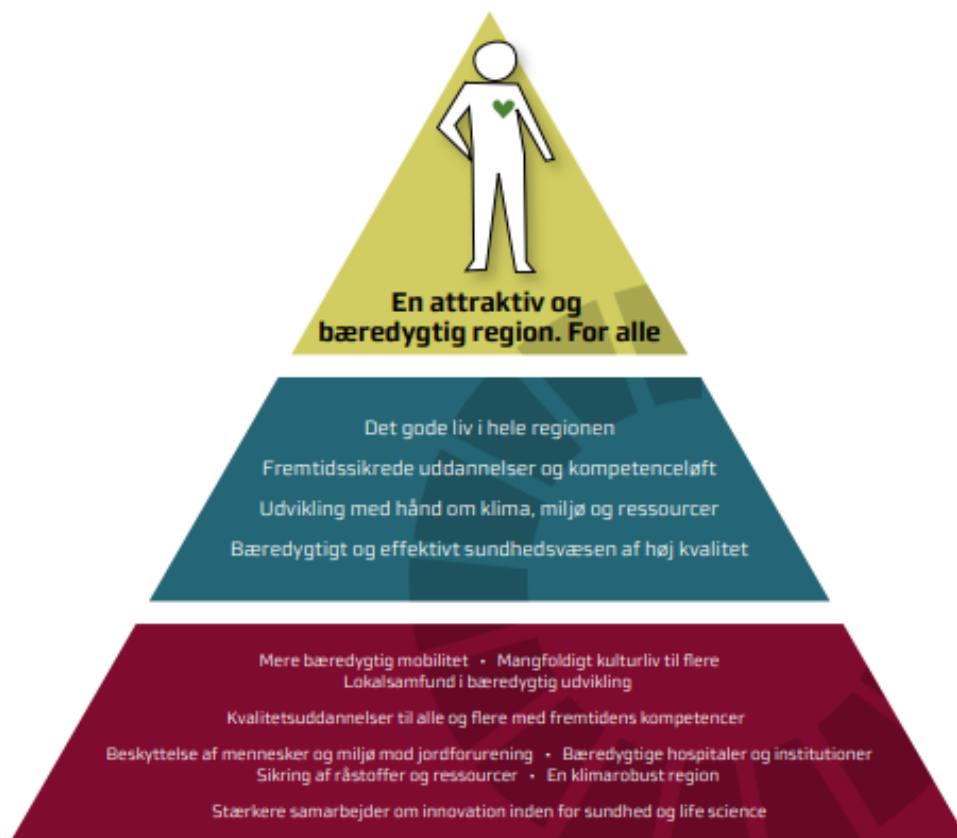 En attraktiv og
bæredygtig region. For alle
Det gode liv i hele regionen
Fremtidssikrede uddannelser og kompetenceløft
Udvikling med hånd om klima, miljø og ressourcer
Bæredygtigt og effektivt sundhedsvæsen af høj kvalitet
Mere bæredygtig mobilitet • Mangfoldigt kulturliv til flere
Lokalsamfund i bæredygtig udvikling
Kvalitetsuddannelser til alle og flere med fremtidens kompetencer
Beskyttelse af mennesker og miljø mod jordforurening • Bæredygtige hospitaler og institutioner
Sikring af råstoffer og ressourcer • En klimarobust region
Stærkere samarbejder om innovation inden for sundhed og life science